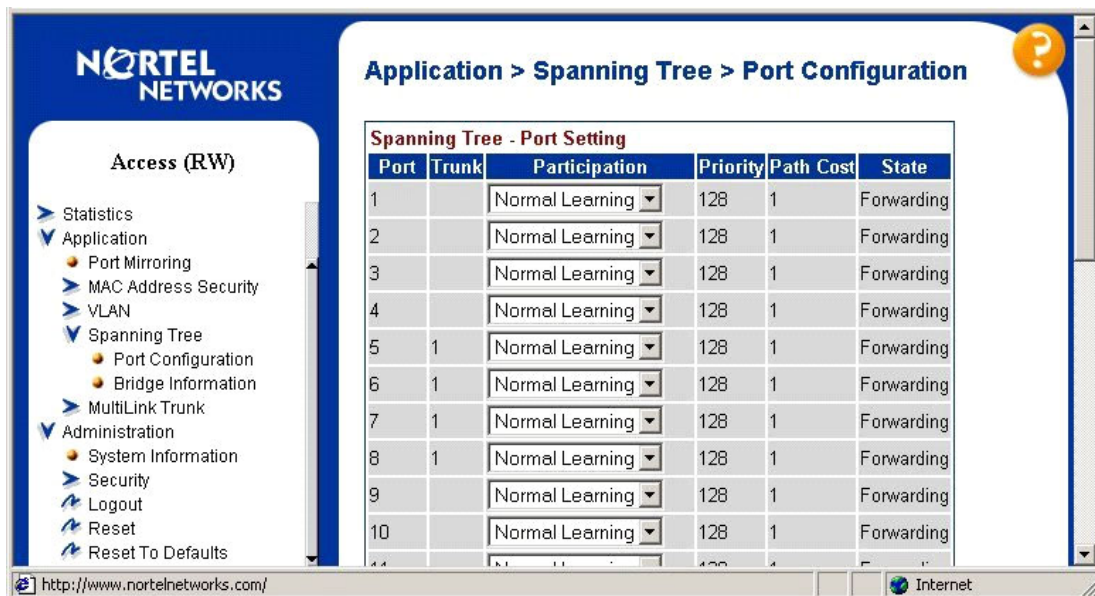 NORTEL
NETWORKS
Access (RW)
Statistics
Application
Port Mirroring
MAC Address Security
VLAN
Spanning Tree
Port Configuration
Bridge Information
MultiLink Trunk
Administration
System Information
Security
Logout
Reset
Reset To Defaults
?
Application > Spanning Tree > Port Configuration
Spanning Tree - Port Setting
Port Trunk Participation Priority Path Cost State
1 Normal Learning 128 1 Forwarding
2 Normal Learning 128 1 Forwarding
3 Normal Learning 128 1 Forwarding
4 Normal Learning 128 1 Forwarding
5 1 Normal Learning 128 1 Forwarding
6 1 Normal Learning 128 1 Forwarding
7 1 Normal Learning 128 1 Forwarding
8 1 Normal Learning 128 1 Forwarding
9 Normal Learning 128 1 Forwarding
10 Normal Learning 128 1 Forwarding
http://www.nortelnetworks.com/ Internet